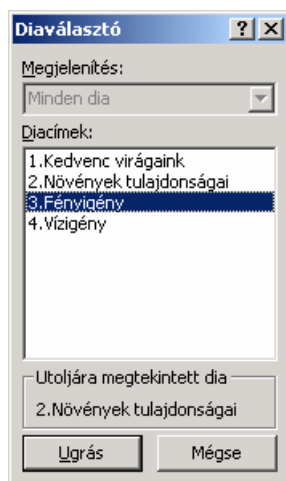 Diaválasztó
Megjelenítés:
Minden dia
Diacímek:
1.Kedvenc virágaink
2.Növények tulajdonságai
3.Fényigény
4.Vízigény
Utoljára megtekintett dia
2.Növények tulajdonságai
Ugrás Mégse